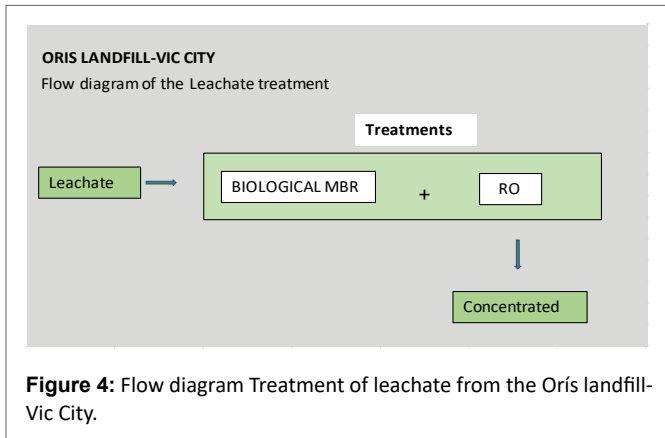 ORIS LANDFILL-VIC CITY
Flow diagram of the Leachate treatment
Treatments
Leachate
BIOLOGICAL MBR
+
RO
Concentrated
Figure 4: Flow diagram Treatment of leachate from the Orís landfill-
Vic City.